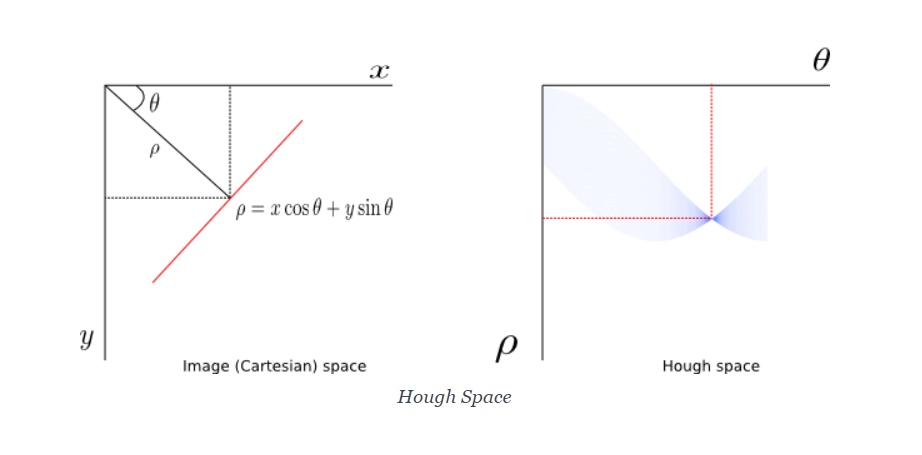 x
θ
θ
ρ
ρ = x cos θ + y sin θ
y
ρ
Image (Cartesian) space
Hough space
Hough Space